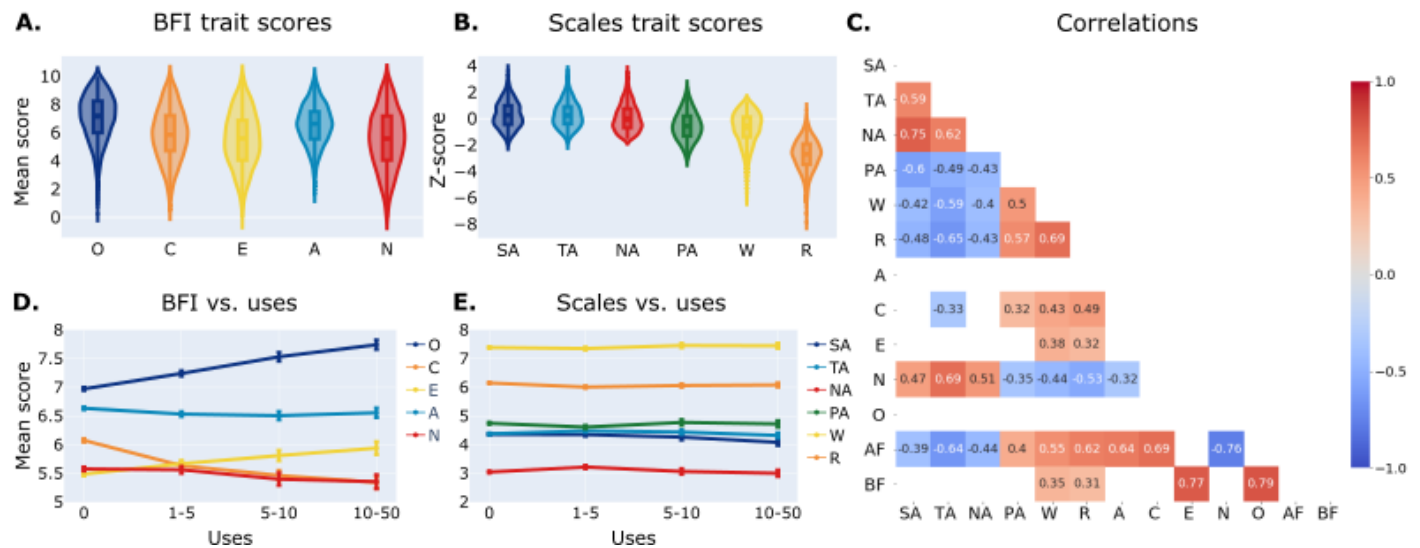 A. BFI trait scores
Mean score
10
8
6
4
2
0
O C E A N
B. Scales trait scores
Z-score
4
2
0
−2
−4
−6
−8
SA TA NA PA W R
C. Correlations
SA
TA 0.59
NA 0.75 0.62
PA -0.6 -0.49 -0.43
W -0.42 -0.59 -0.4 0.5
R -0.48 -0.65 -0.43 0.57 0.69
A
C -0.33 0.32 0.43 0.49
E 0.38 0.32
N 0.47 0.69 0.51 -0.35 -0.44 -0.53 -0.32
O
AF -0.39 -0.64 -0.44 0.4 0.55 0.62 0.64 0.69 -0.76
BF 0.35 0.31 0.77 0.79
SA TA NA PA W R A C E N O AF BF
1.0
0.5
0.0
−0.5
−1.0
D. BFI vs. uses
Mean score
8
7.5
7
6.5
6
5.5
5
0 1-5 5-10 10-50
Uses
O
C
E
A
N
E. Scales vs. uses
8
7
6
5
4
3
2
0 1-5 5-10 10-50
Uses
SA
TA
NA
PA
W
R